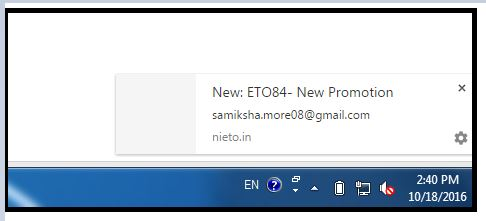 New: ETO84- New Promotion
samiksha.more08@gmail.com
nieto.in
EN
2:40 PM
10/18/2016